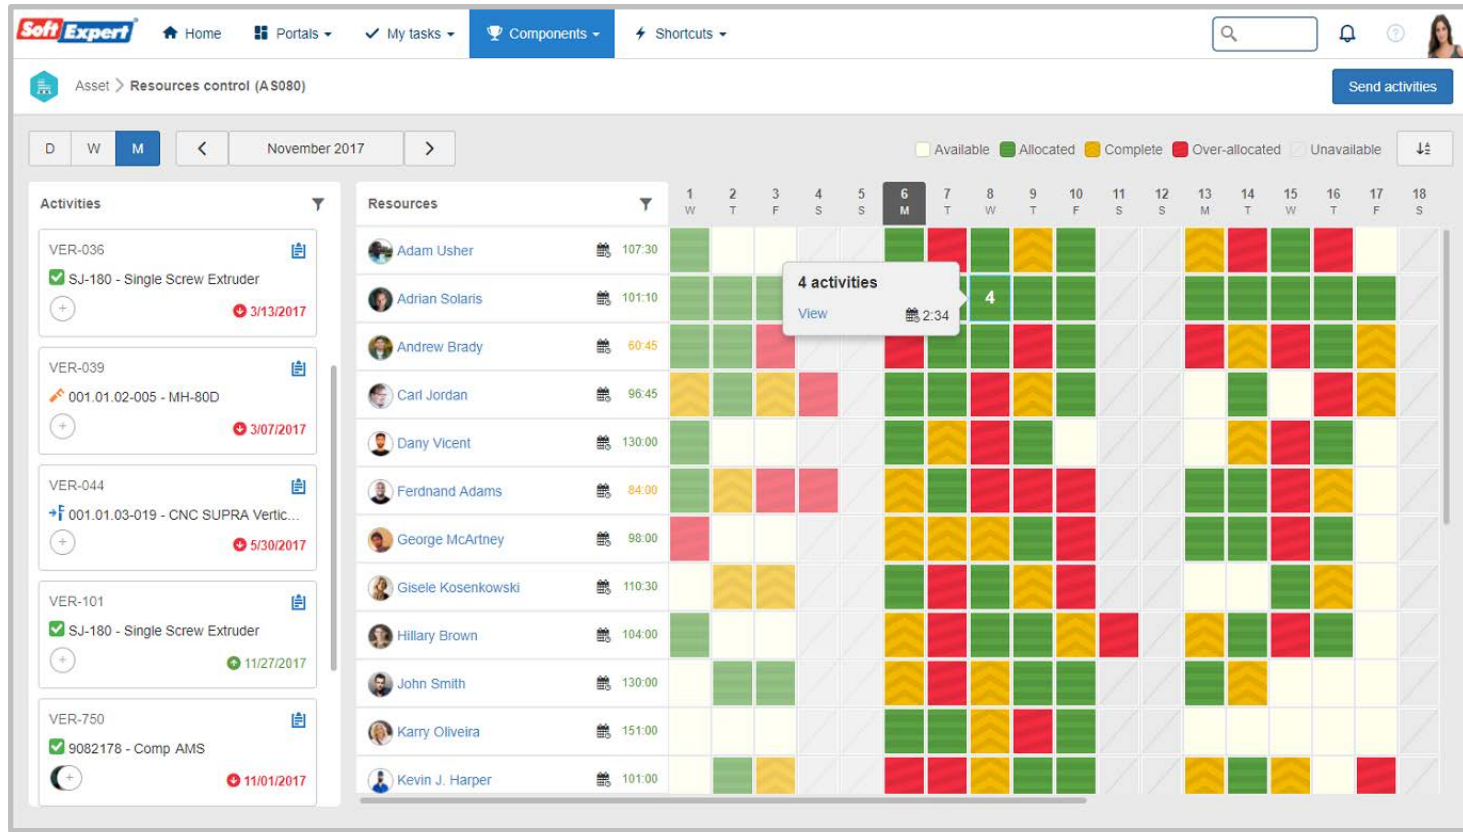 SoftExpert Home Portals My tasks Components Shortcuts
Asset > Resources control (AS080) Send activities
D W M < November 2017 > Available Allocated Complete Over-allocated Unavailable
Activities
VER-036
SJ-180 - Single Screw Extruder
3/13/2017
VER-039
001.01.02-005 - MH-80D
3/07/2017
VER-044
001.01.03-019 - CNC SUPRA Vertic...
5/30/2017
VER-101
SJ-180 - Single Screw Extruder
11/27/2017
VER-750
9082178 - Comp AMS
11/01/2017
Resources 1 2 3 4 5 6 7 8 9 10 11 12 13 14 15 16 17 18
W T F S S M T W T F S S M T W T F S
Adam Usher 107:30
Adrian Solaris 101:10
Andrew Brady 60:45
Carl Jordan 96:45
Dany Vicent 130:00
Ferdnand Adams 84:00
George McArtney 98:00
Gisele Kosenkowski 110:30
Hillary Brown 104:00
John Smith 130:00
Karry Oliveira 151:00
Kevin J. Harper 101:00
4 activities
View 2:34
4